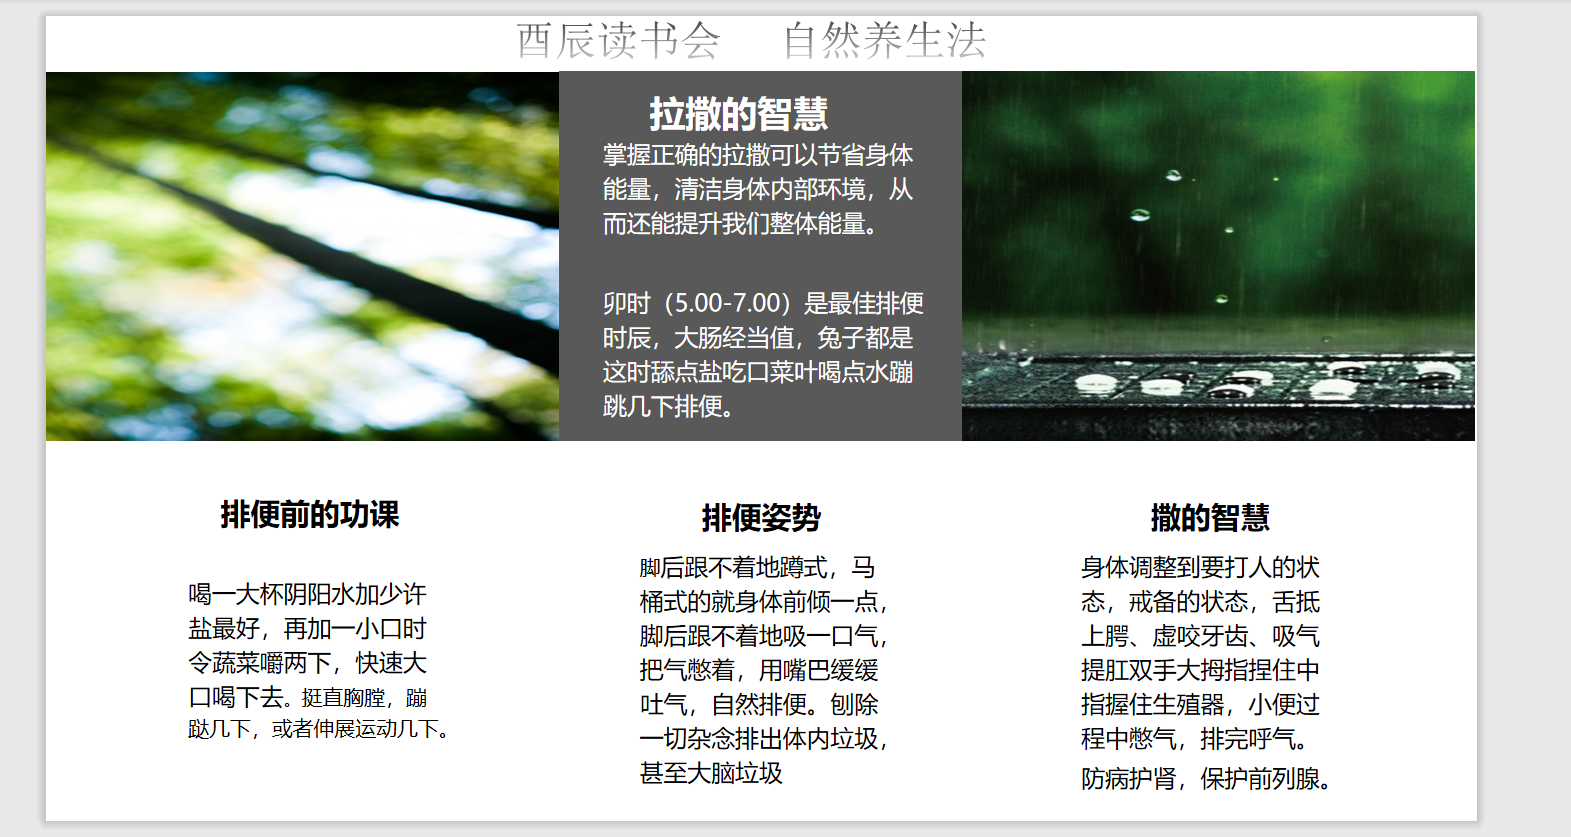 酉辰读书会 自然养生法
拉撒的智慧
掌握正确的拉撒可以节省身体
能量，清洁身体内部环境，从
而还能提升我们整体能量。
卯时（5.00-7.00）是最佳排便
时辰，大肠经当值，兔子都是
这时舔点盐吃口菜叶喝点水蹦
跳几下排便。
排便前的功课
喝一大杯阴阳水加少许
盐最好，再加一小口时
令蔬菜嚼两下，快速大
口喝下去。挺直胸膛，蹦
跶几下，或者伸展运动几下。
排便姿势
脚后跟不着地蹲式，马
桶式的就身体前倾一点，
脚后跟不着地吸一口气，
把气憋着，用嘴巴缓缓
吐气，自然排便。刨除
一切杂念排出体内垃圾，
甚至大脑垃圾
撒的智慧
身体调整到要打人的状
态，戒备的状态，舌抵
上腭、虚咬牙齿、吸气
提肛双手大拇指捏住中
指握住生殖器，小便过
程中憋气，排完呼气。
防病护肾，保护前列腺。